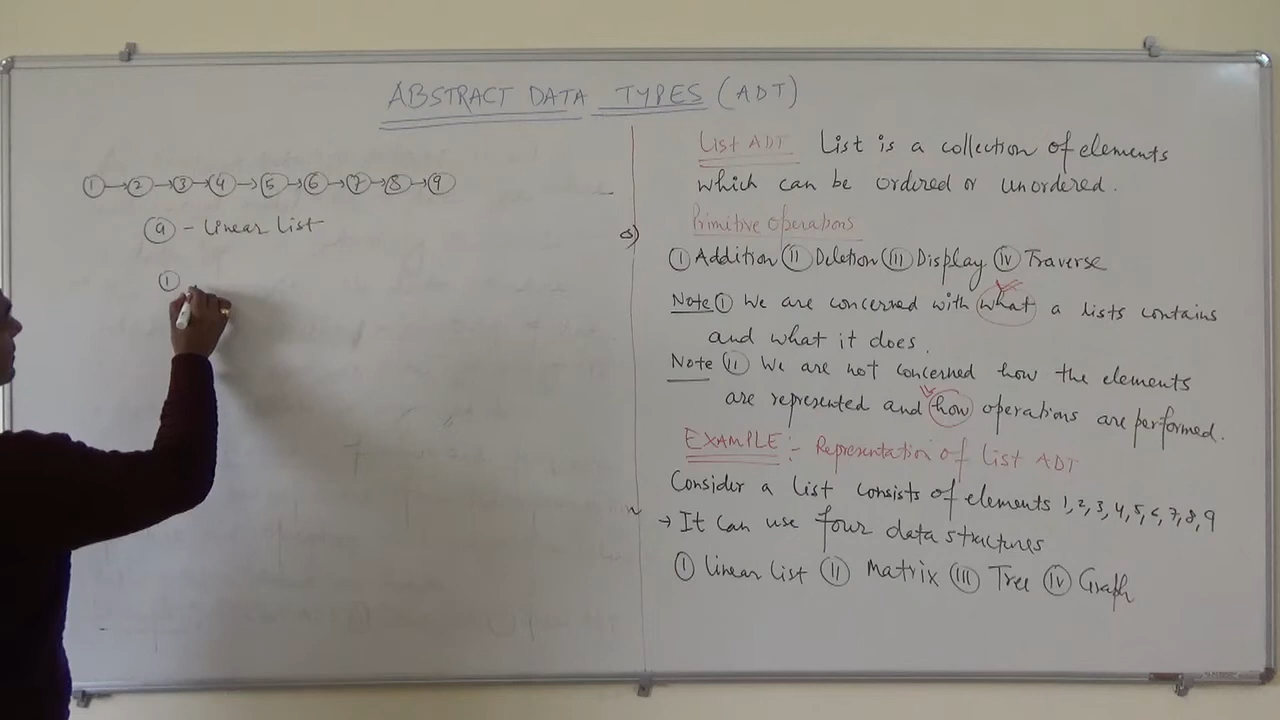 ABSTRACT DATA TYPES (ADT)
1 → 2 → 3 → 4 → 5 → 6 → 7 → 8 → 9
(a) - Linear List
(1)
List ADT List is a collection of elements
which can be ordered or unordered.
Primitive operations
(I) Addition (II) Deletion (III) Display (IV) Traverse
Note (I) We are concerned with what a lists contains
and what it does.
Note (II) We are not concerned how the elements
are represented and how operations are performed.
EXAMPLE:- Representation of List ADT
Consider a list consists of elements 1,2,3,4,5,6,7,8,9
→ It can use four data structures
(I) Linear List (II) Matrix (III) Tree (IV) Graph